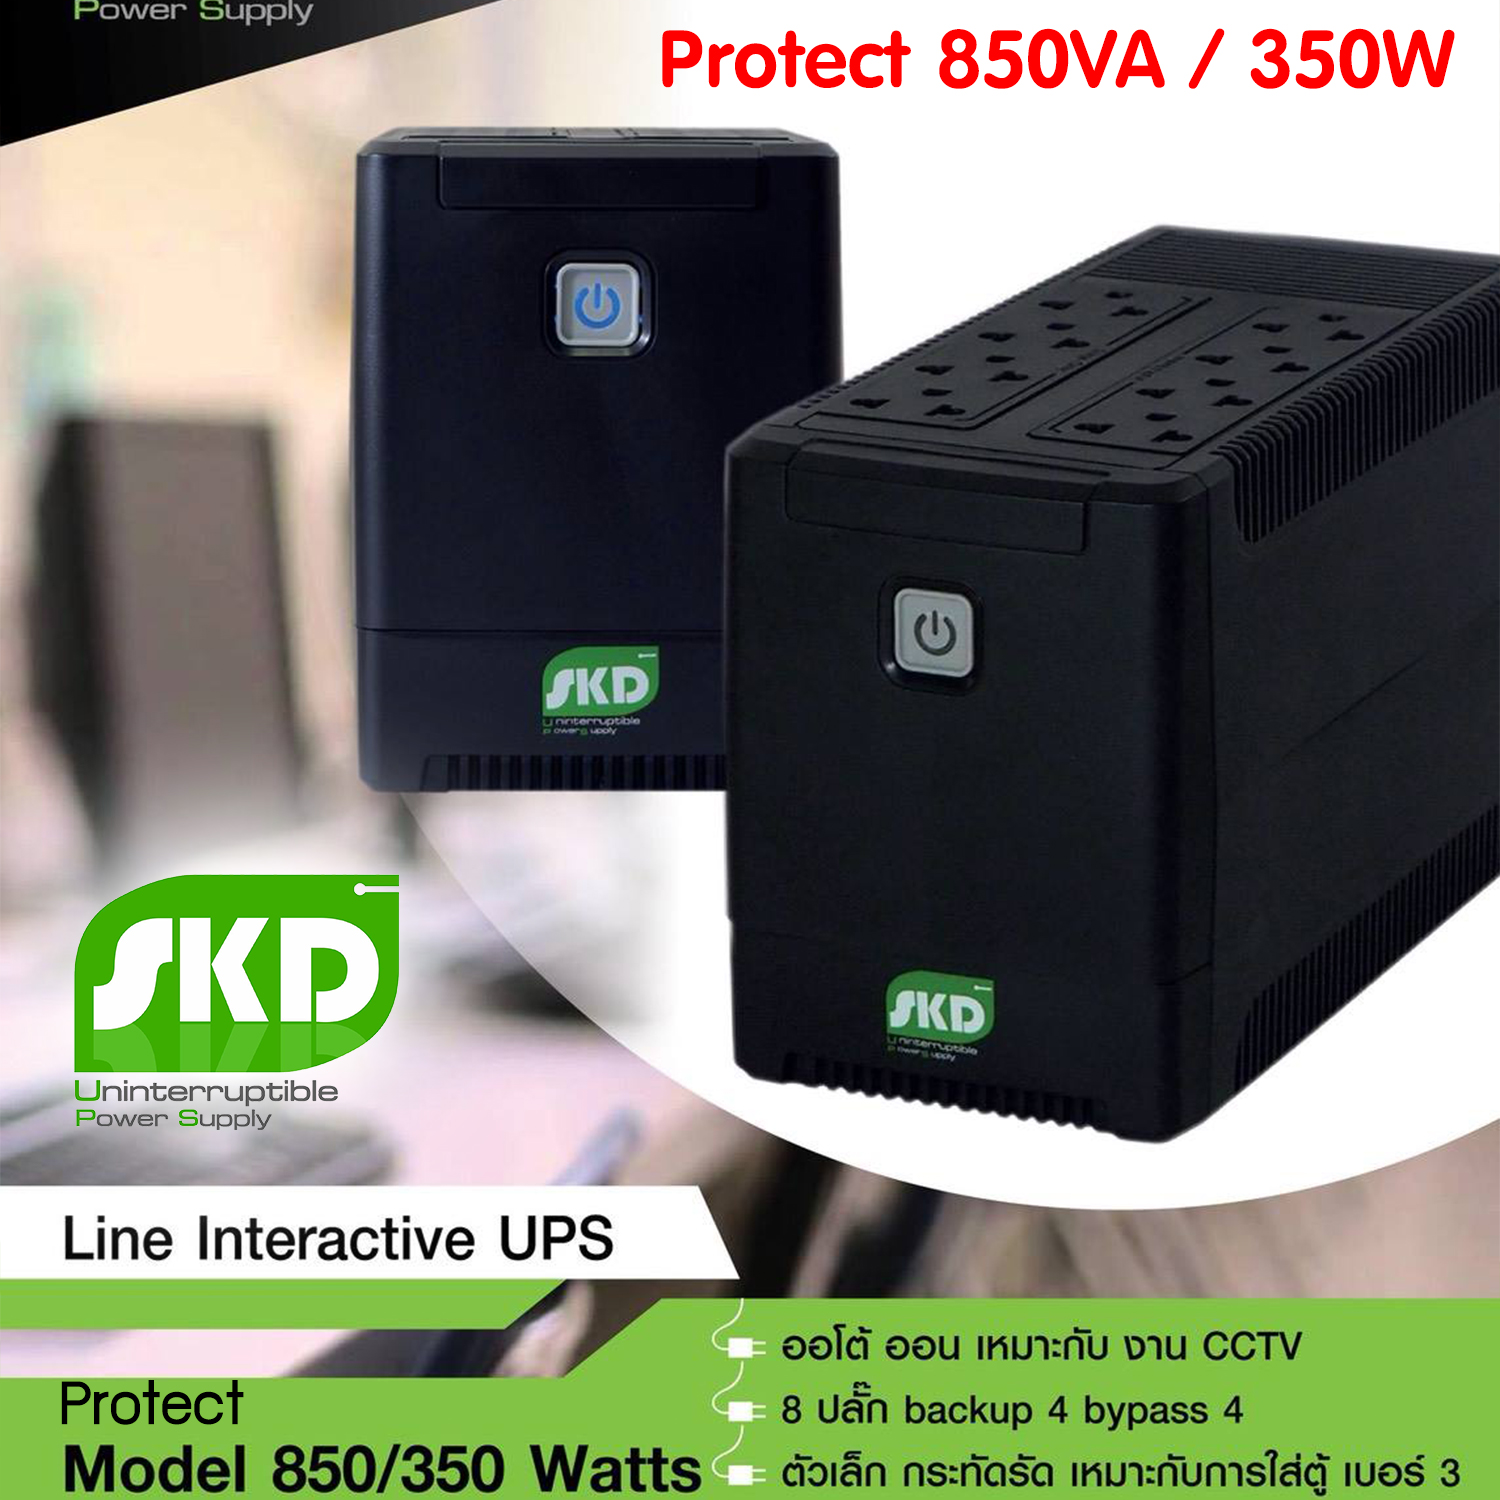 Power Supply
Protect 850VA / 350W
SKD
Uninterruptible
Power Supply
SKD
Uninterruptible
Power Supply
SKD
Uninterruptible
Power Supply
Line Interactive UPS
Protect
Model 850/350 Watts
ออโต้ ออน เหมาะกับ งาน CCTV
8 ปลั๊ก backup 4 bypass 4
ตัวเล็ก กระทัดรัด เหมาะกับการใส่ตู้ เบอร์ 3